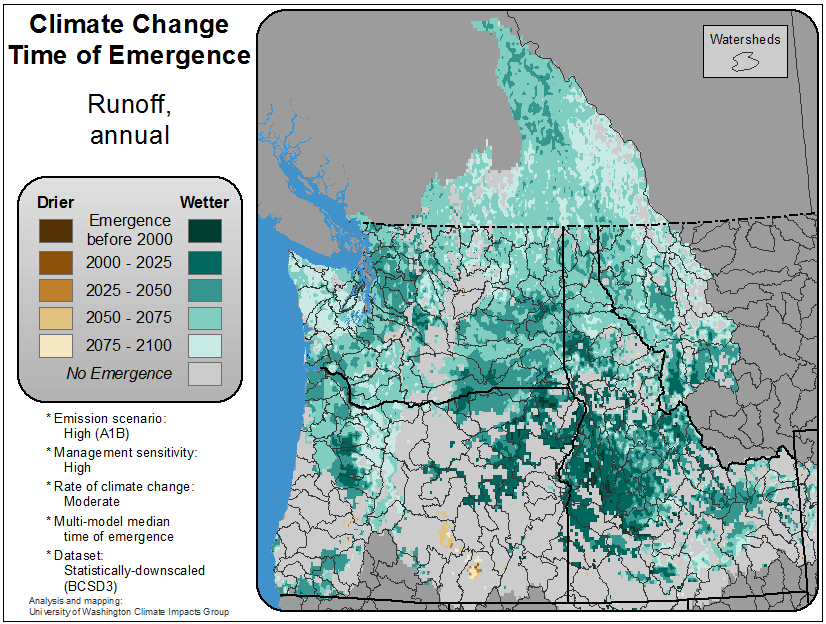 Climate Change
Time of Emergence
Runoff,
annual
Drier
Wetter
Emergence
before 2000
2000 - 2025
2025 - 2050
2050 - 2075
2075 - 2100
No Emergence
* Emission scenario:
High (A1B)
* Management sensitivity:
High
* Rate of climate change:
Moderate
* Multi-model median
time of emergence
* Dataset:
Statistically-downscaled
(BCSD3)
Analysis and mapping:
University of Washington Climate Impacts Group
Watersheds